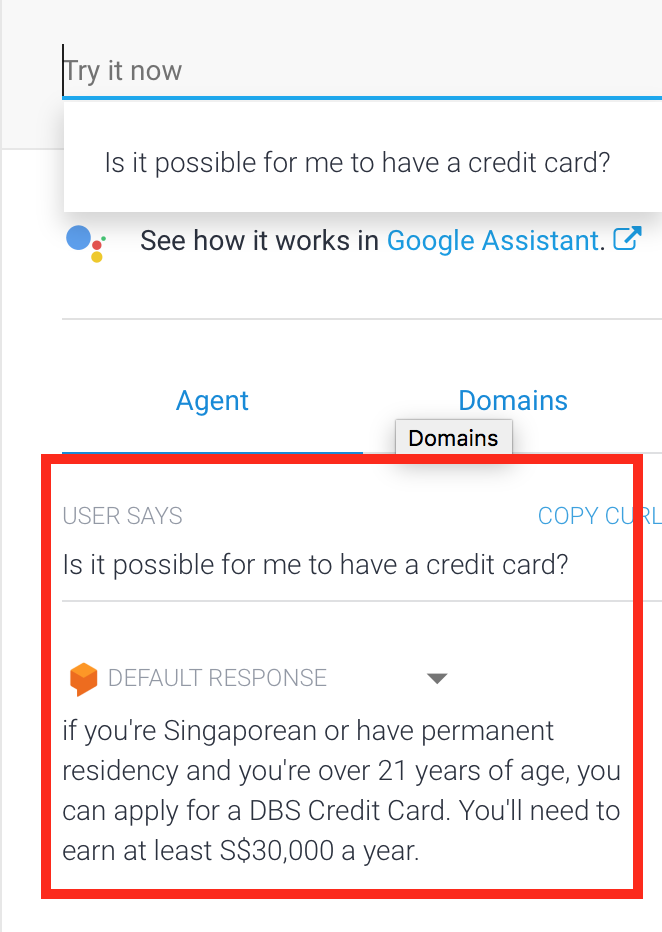 Try it now
Is it possible for me to have a credit card?
See how it works in Google Assistant.
Agent
Domains
Domains
USER SAYS
COPY CURL
Is it possible for me to have a credit card?
DEFAULT RESPONSE
if you're Singaporean or have permanent
residency and you're over 21 years of age, you
can apply for a DBS Credit Card. You'll need to
earn at least S$30,000 a year.